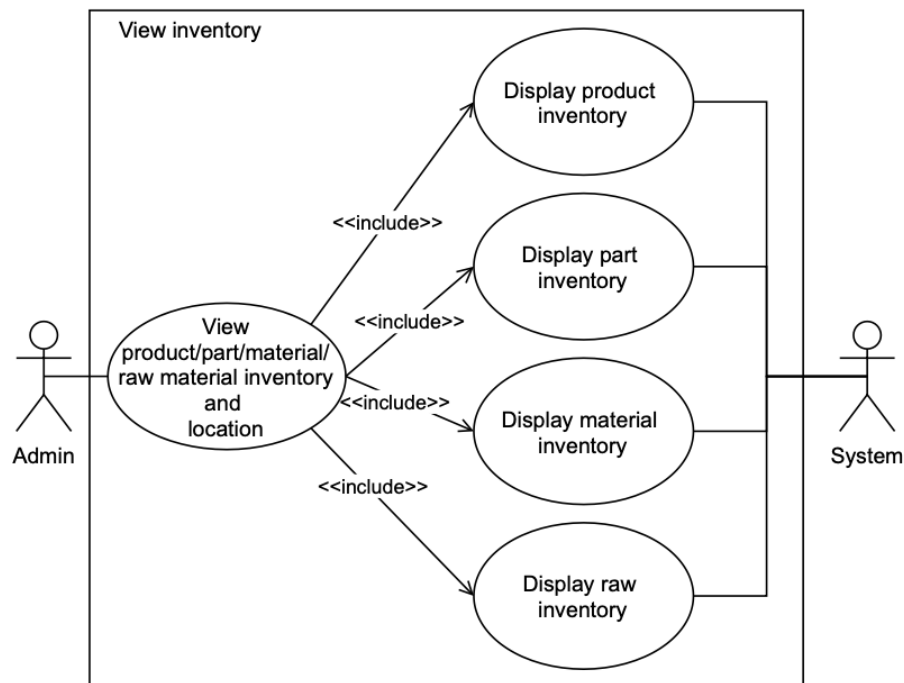 View inventory
Display product
inventory
<<include>>
Display part
inventory
<<include>>
View
product/part/material/
raw material inventory
and
location
<<include>>
Display material
inventory
Admin
System
<<include>>
Display raw
inventory